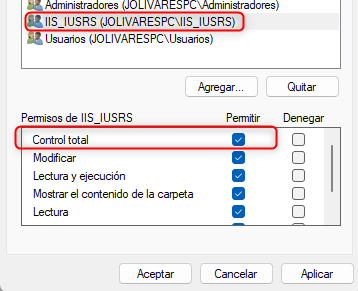 Administradores (JOLIVARESPC\Administradores)
IIS_IUSRS (JOLIVARESPC\IIS_IUSRS)
Usuarios (JOLIVARESPC\Usuarios)
Agregar... Quitar
Permisos de IIS_IUSRS Permitir Denegar
Control total
Modificar
Lectura y ejecución
Mostrar el contenido de la carpeta
Lectura
Aceptar Cancelar Aplicar